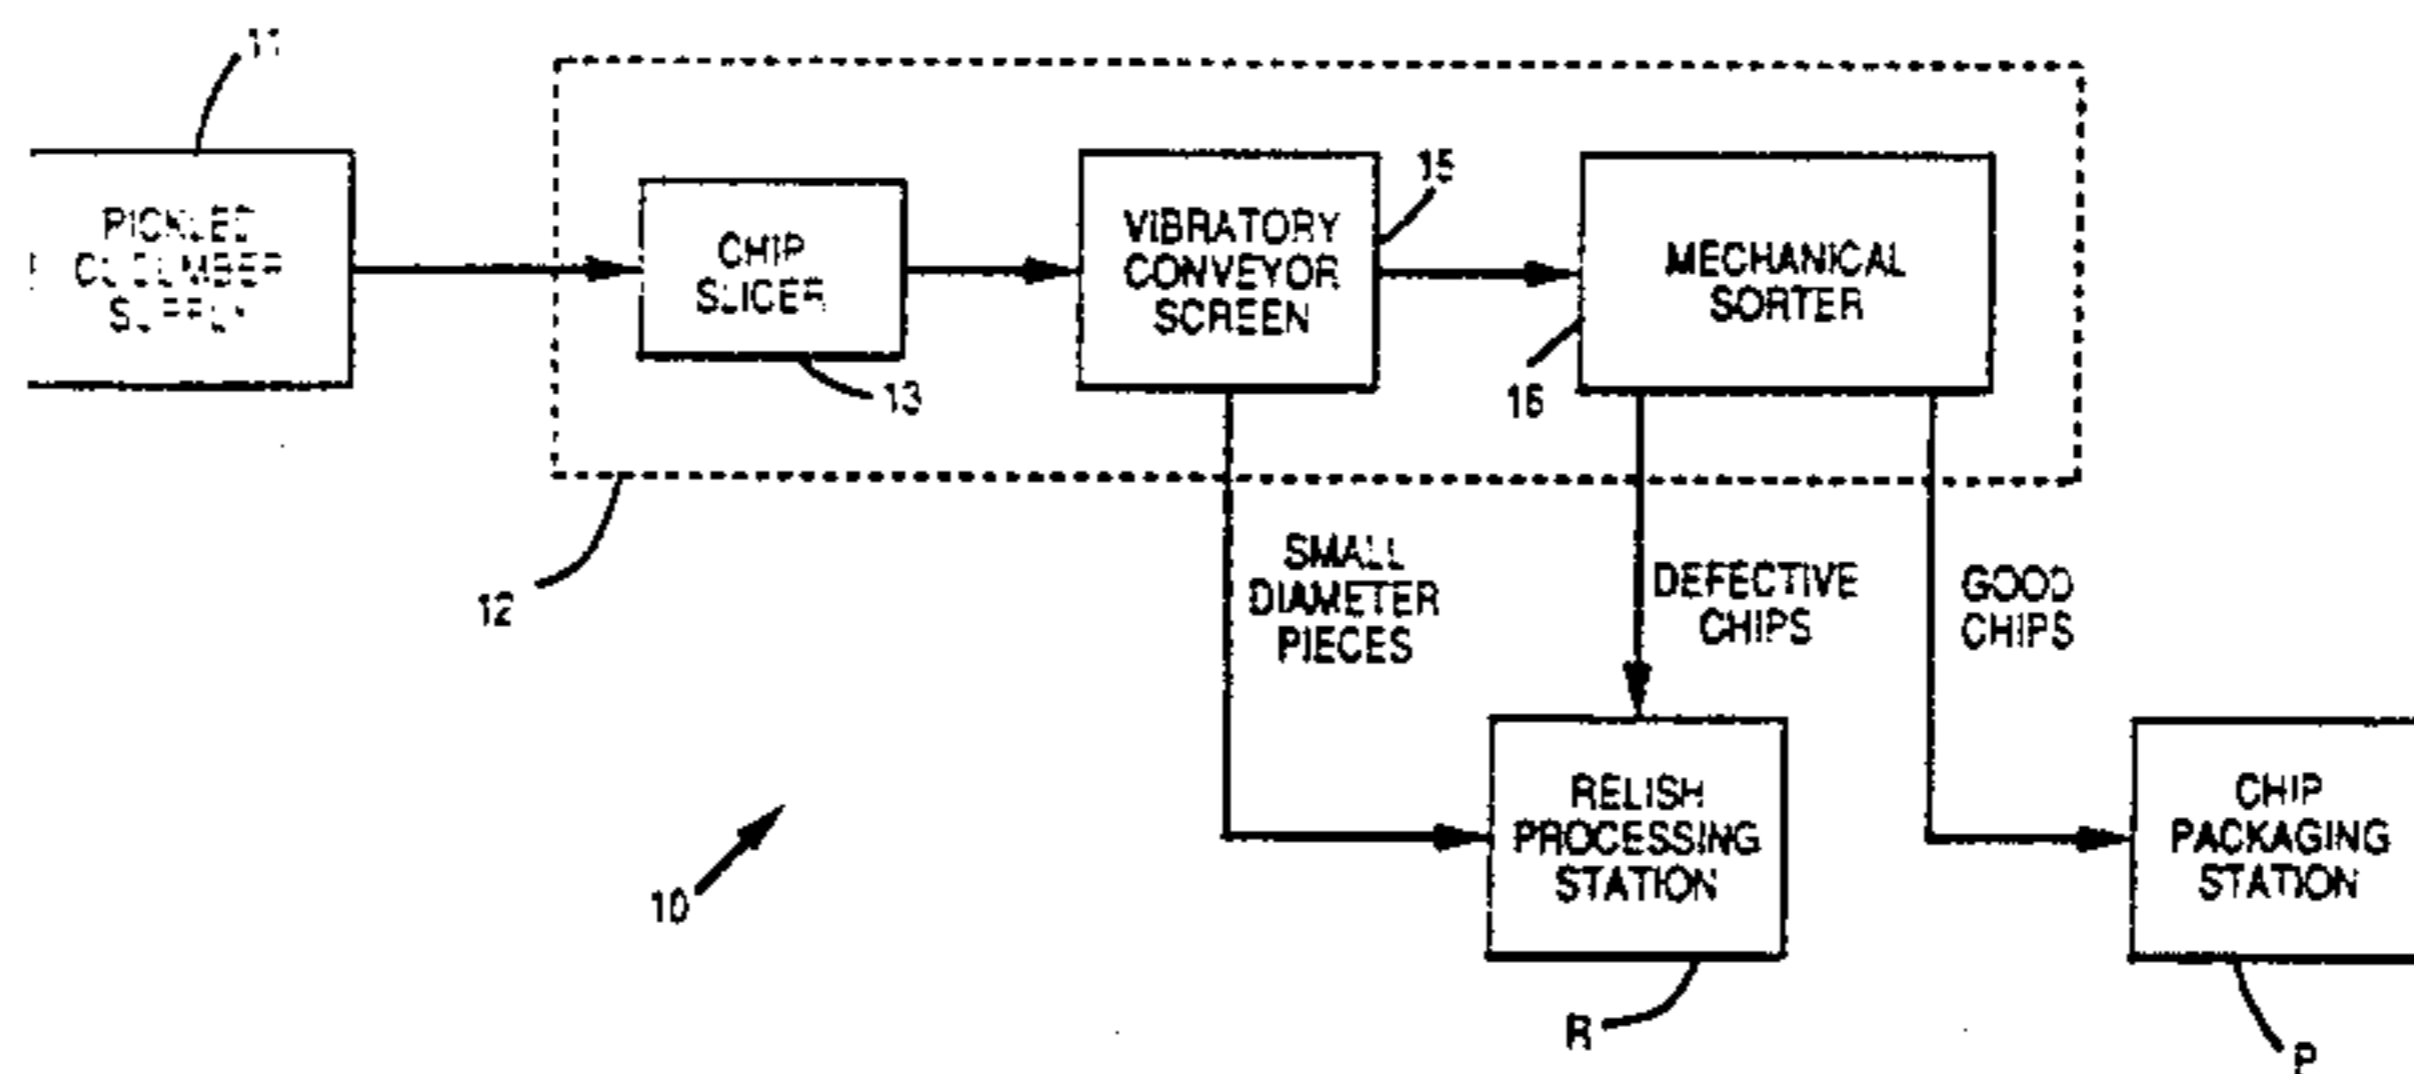 11
PICKLED
CUCUMBER
SUPPLY
CHIP
SLICER
13
VIBRATORY
CONVEYOR
SCREEN
15
MECHANICAL
SORTER
16
12
SMALL
DIAMETER
PIECES
DEFECTIVE
CHIPS
GOOD
CHIPS
10
RELISH
PROCESSING
STATION
R
CHIP
PACKAGING
STATION
P